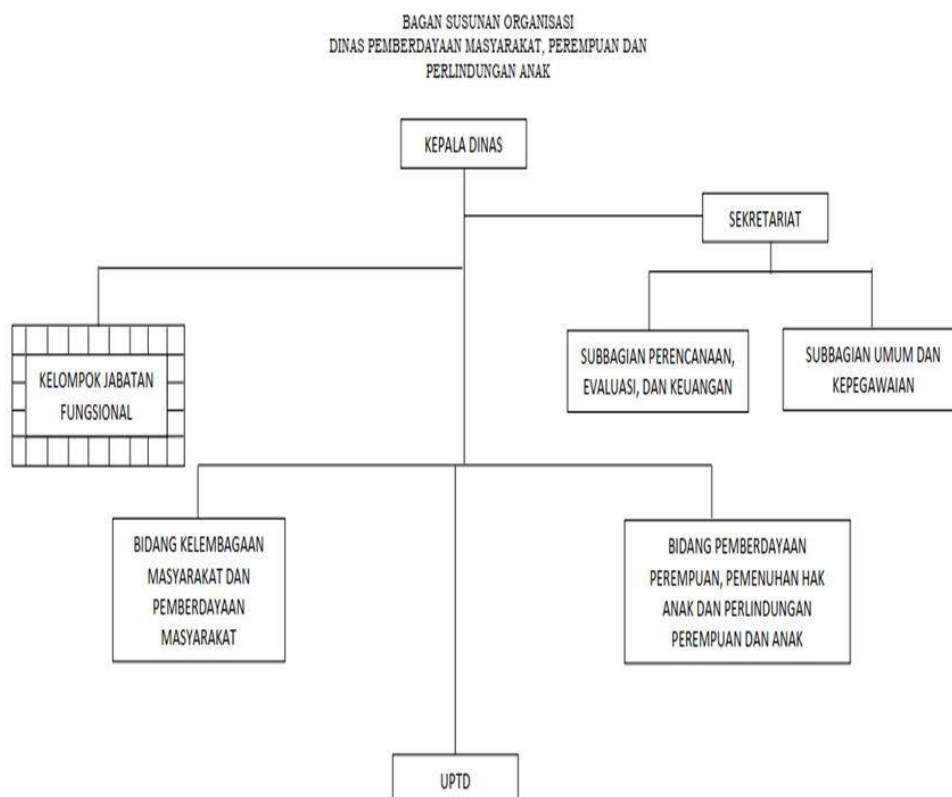 BAGAN SUSUNAN ORGANISASI
DINAS PEMBERDAYAAN MASYARAKAT, PEREMPUAN DAN
PERLINDUNGAN ANAK
KEPALA DINAS
SEKRETARIAT
SUBBAGIAN PERENCANAAN,
EVALUASI, DAN KEUANGAN
SUBBAGIAN UMUM DAN
KEPEGAWAIAN
KELOMPOK JABATAN
FUNGSIONAL
BIDANG KELEMBAGAAN
MASYARAKAT DAN
PEMBERDAYAAN
MASYARAKAT
BIDANG PEMBERDAYAAN
PEREMPUAN, PEMENUHAN HAK
ANAK DAN PERLINDUNGAN
PEREMPUAN DAN ANAK
UPTD